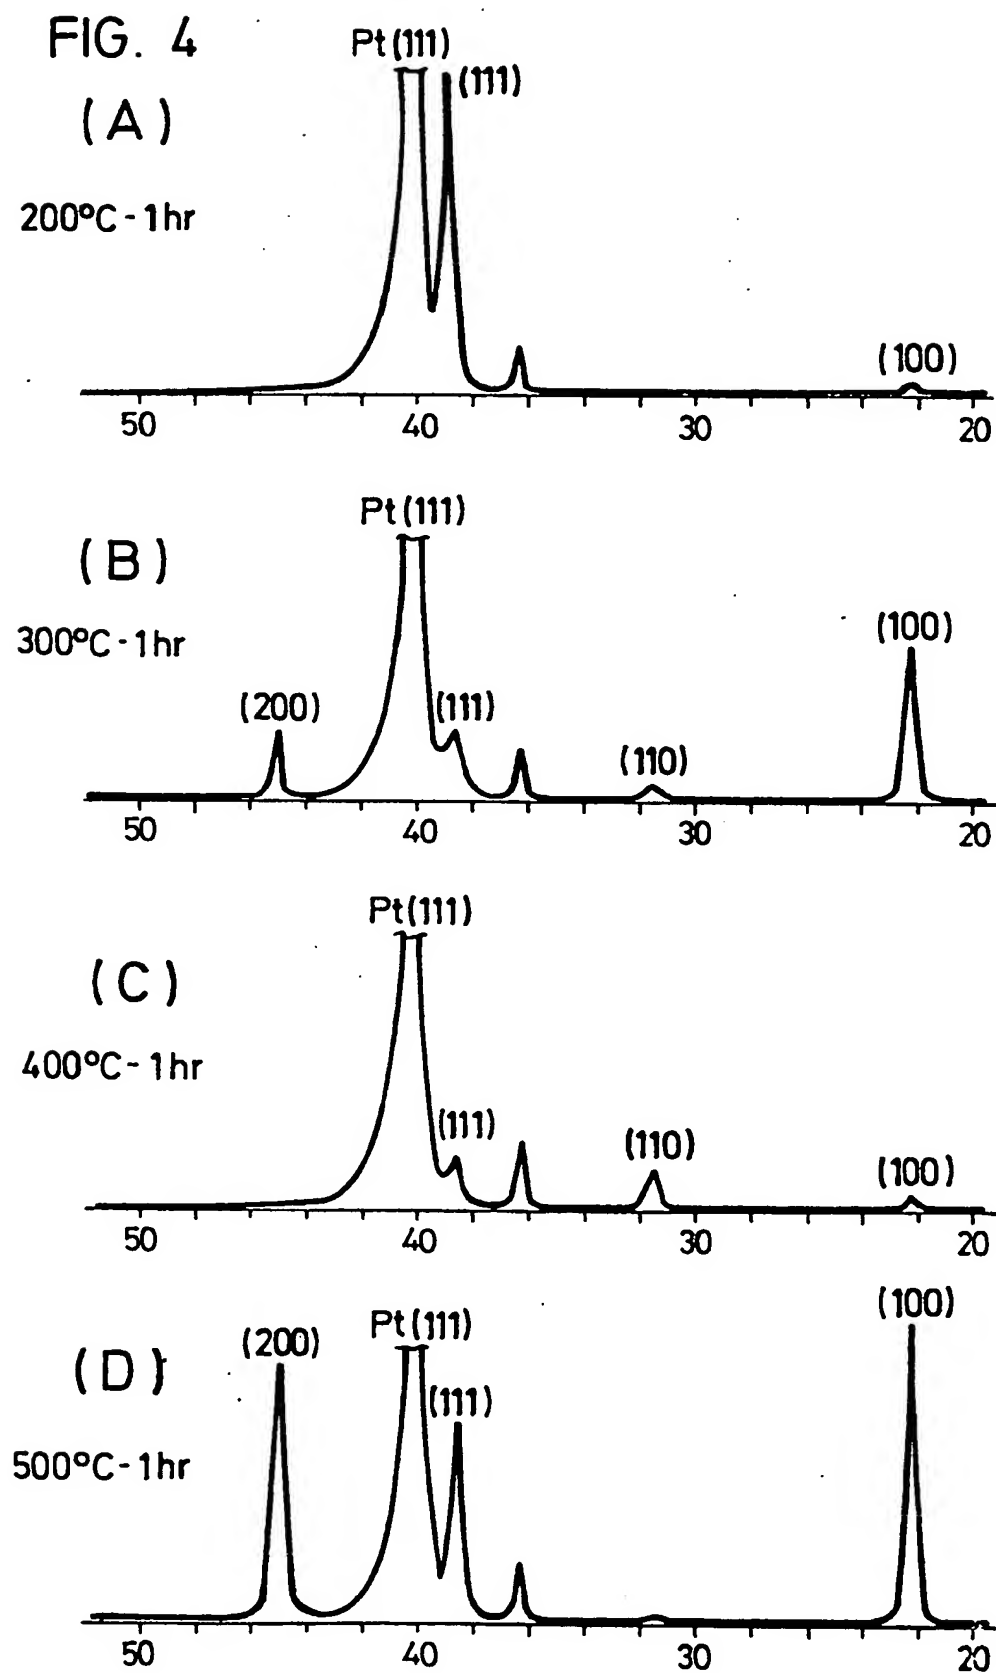 FIG. 4
(A)
200°C-1hr
Pt(111)
(111)
(100)
50 40 30 20
(B)
300°C-1hr
(200)
Pt(111)
(111)
(110)
(100)
50 40 30 20
(C)
400°C-1hr
Pt(111)
(111)
(110)
(100)
50 40 30 20
(D)
500°C-1hr
(200)
Pt(111)
(111)
(100)
50 40 30 20